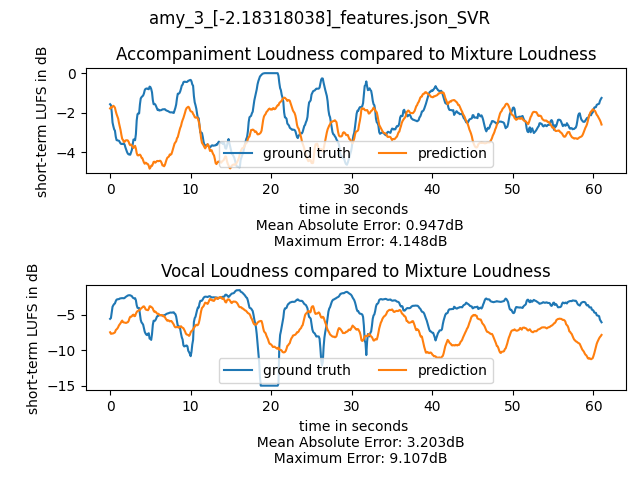 amy_3_[-2.18318038]_features.json_SVR
Accompaniment Loudness compared to Mixture Loudness
short-term LUFS in dB
0
−2
−4
ground truth prediction
0 10 20 30 40 50 60
time in seconds
Mean Absolute Error: 0.947dB
Maximum Error: 4.148dB
Vocal Loudness compared to Mixture Loudness
short-term LUFS in dB
−5
−10
−15
ground truth prediction
0 10 20 30 40 50 60
time in seconds
Mean Absolute Error: 3.203dB
Maximum Error: 9.107dB